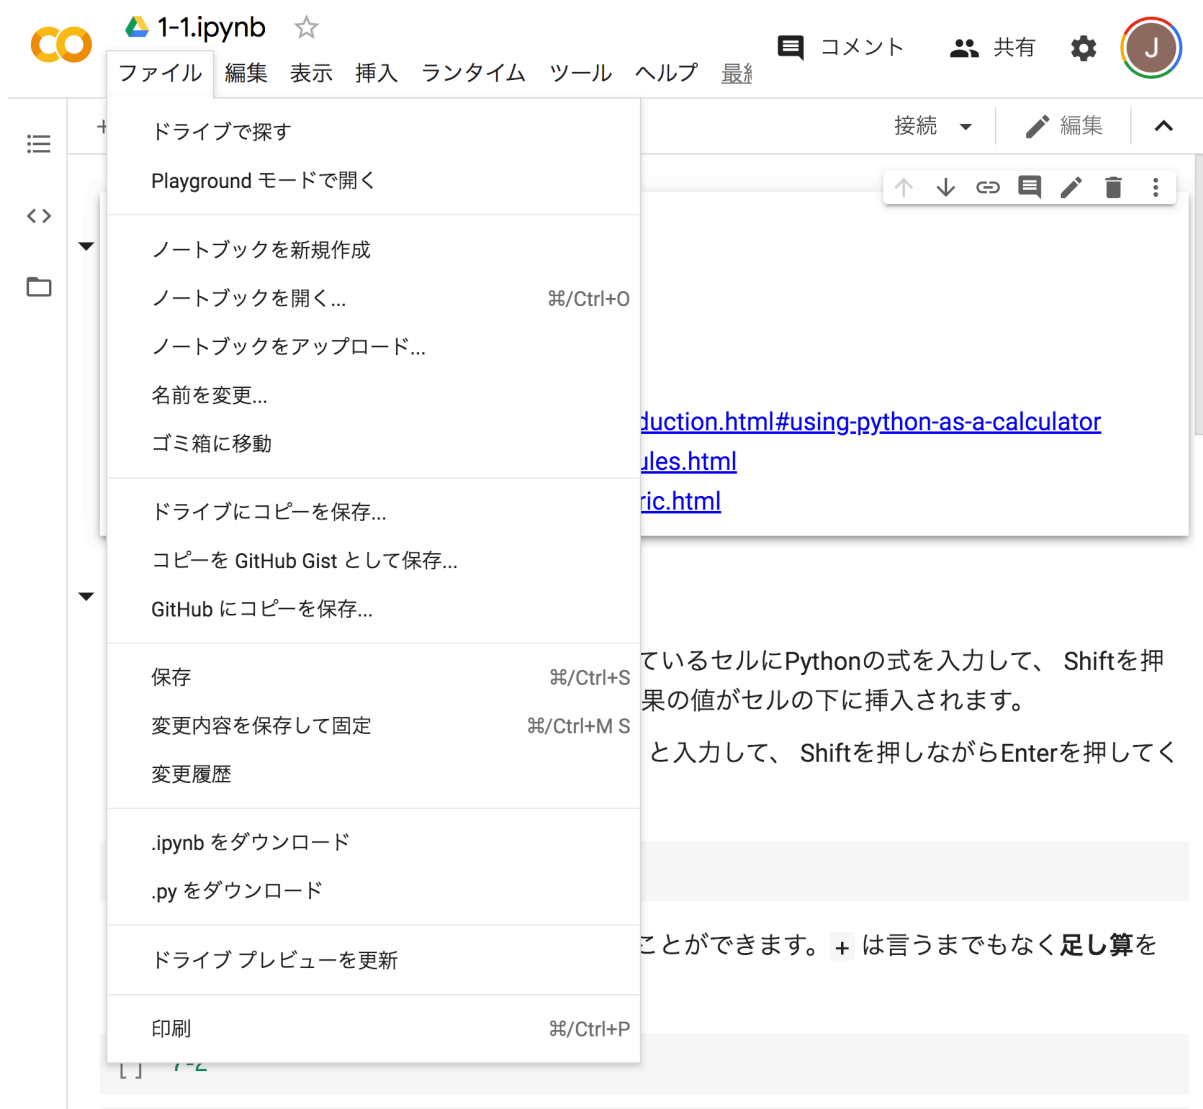 1-1.ipynb
コメント
共有
J
ファイル 編集 表示 挿入 ランタイム ツール ヘルプ
ドライブで探す
接続
編集
Playground モードで開く
ノートブックを新規作成
ノートブックを開く... ⌘/Ctrl+O
ノートブックをアップロード...
名前を変更...
duction.html#using-python-as-a-calculator
ゴミ箱に移動
ules.html
ric.html
ドライブにコピーを保存...
コピーを GitHub Gist として保存...
GitHub にコピーを保存...
ているセルにPythonの式を入力して、 Shiftを押
保存 ⌘/Ctrl+S
果の値がセルの下に挿入されます。
変更内容を保存して固定 ⌘/Ctrl+M S
と入力して、 Shiftを押しながらEnterを押してく
変更履歴
.ipynb をダウンロード
.py をダウンロード
ことができます。 + は言うまでもなく足し算を
ドライブ プレビューを更新
印刷 ⌘/Ctrl+P
[ ] 7-2